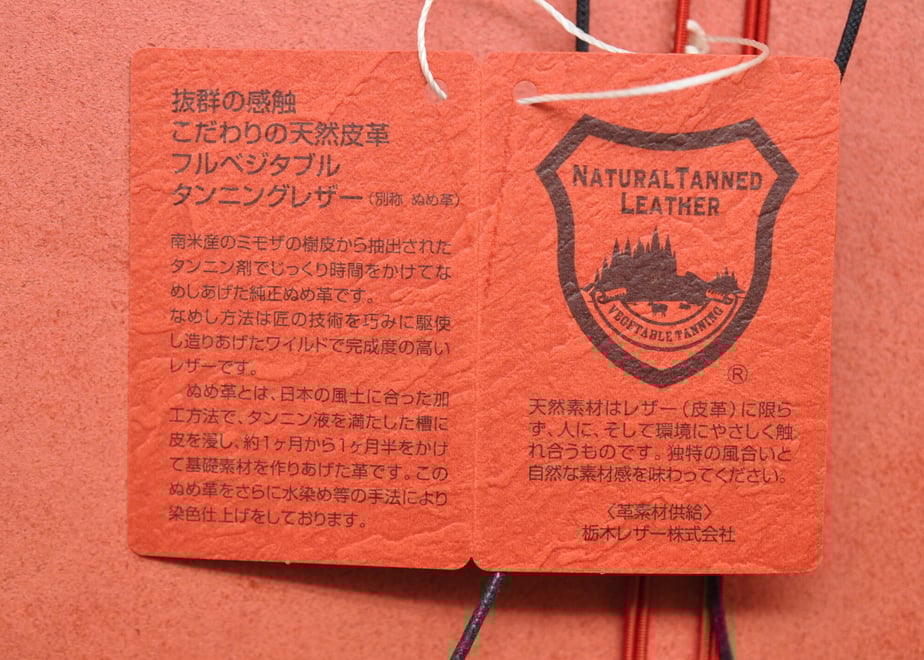 抜群の感触
こだわりの天然皮革
フルベジタブル
タンニングレザー（別称 ぬめ革）
南米産のミモザの樹皮から抽出された
タンニン剤でじっくり時間をかけてな
めしあげた純正ぬめ革です。
なめし方法は匠の技術を巧みに駆使
し造りあげたワイルドで完成度の高い
レザーです。
ぬめ革とは、日本の風土に合った加
工方法で、タンニン液を満たした槽に
皮を浸し、約1ヶ月から1ヶ月半をかけ
て基礎素材を作りあげた革です。この
ぬめ革をさらに水染め等の手法により
染色仕上げをしております。
NATURALTANNED
LEATHER
VEGETABLE TANNING
®
天然素材はレザー（皮革）に限ら
ず、人に、そして環境にやさしく触
れ合うものです。独特の風合いと
自然な素材感を味わってください。
〈革素材供給〉
栃木レザー株式会社